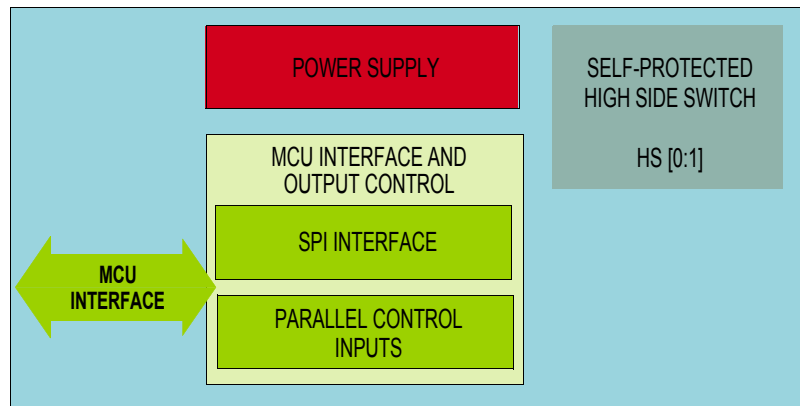 POWER SUPPLY
SELF-PROTECTED
HIGH SIDE SWITCH
HS [0:1]
MCU INTERFACE AND
OUTPUT CONTROL
SPI INTERFACE
MCU
INTERFACE
PARALLEL CONTROL
INPUTS